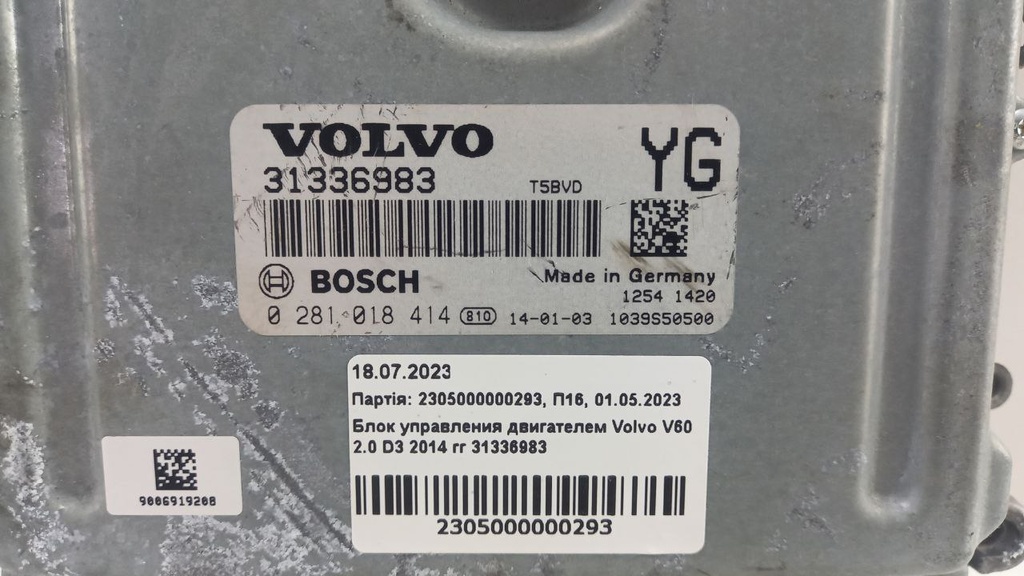 VOLVO
YG
31336983
T5BVD
BOSCH
Made in Germany
1254 1420
0 281 018 414 810 14-01-03 1039S50500
18.07.2023
Партія: 2305000000293, П16, 01.05.2023
Блок управления двигателем Volvo V60
2.0 D3 2014 гг 31336983
2305000000293
9006919208